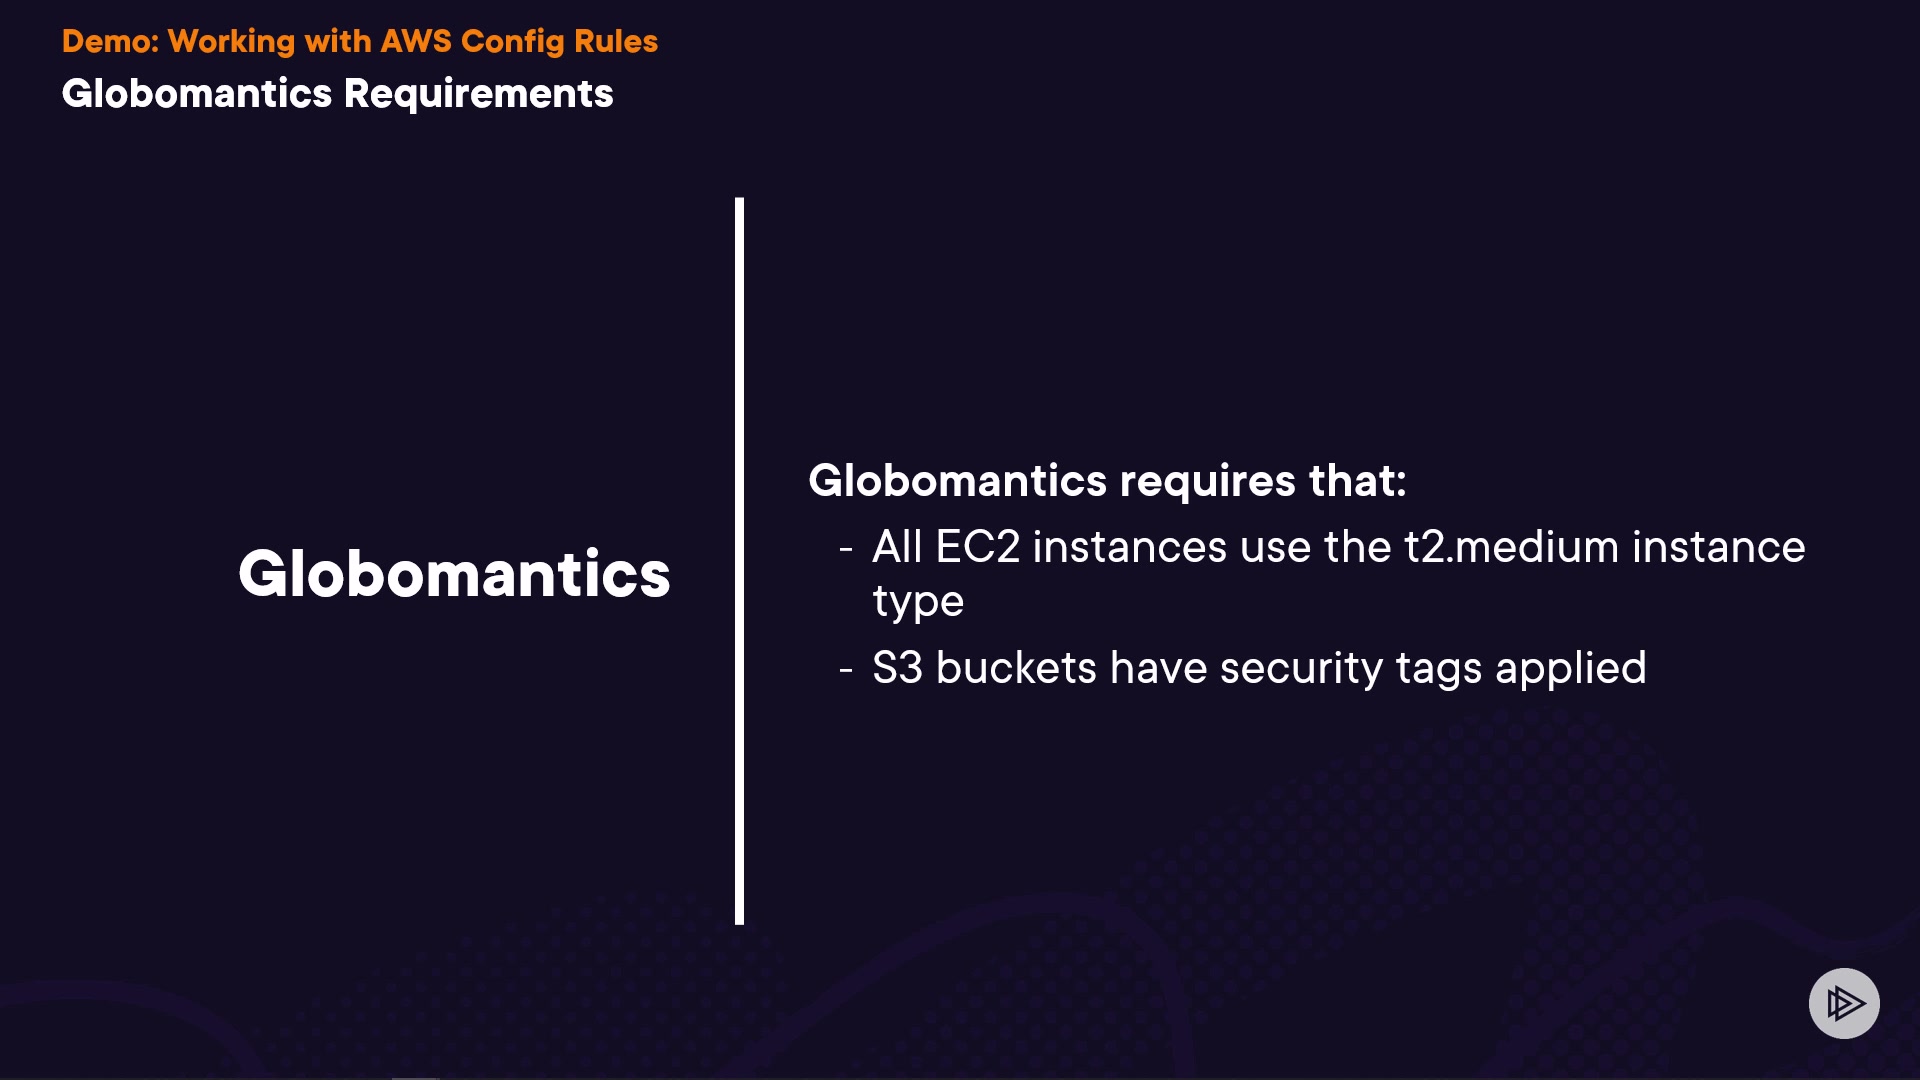 Demo: Working with AWS Config Rules
Globomantics Requirements
Globomantics
Globomantics requires that:
- All EC2 instances use the t2.medium instance
type
- S3 buckets have security tags applied